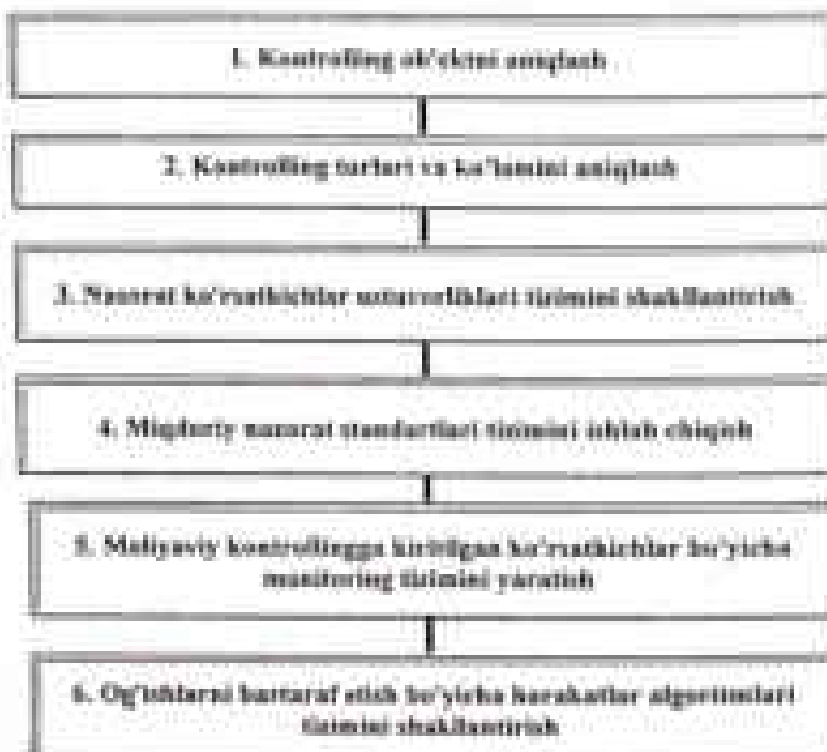 1. Kontrolling ob'ektini aniqlash
2. Kontrolling turlari va ko'lamini aniqlash
3. Nazorat ko'rsatkichlar ustuvorliklari tizimini shakllantirish
4. Miqdoriy nazorat standartlari tizimini ishlab chiqish
5. Moliyaviy kontrollingga kiritilgan ko'rsatkichlar bo'yicha
monitoring tizimini yaratish
6. Og'ishlarni bartaraf etish bo'yicha harakatlar algoritmlari
tizimini shakllantirish